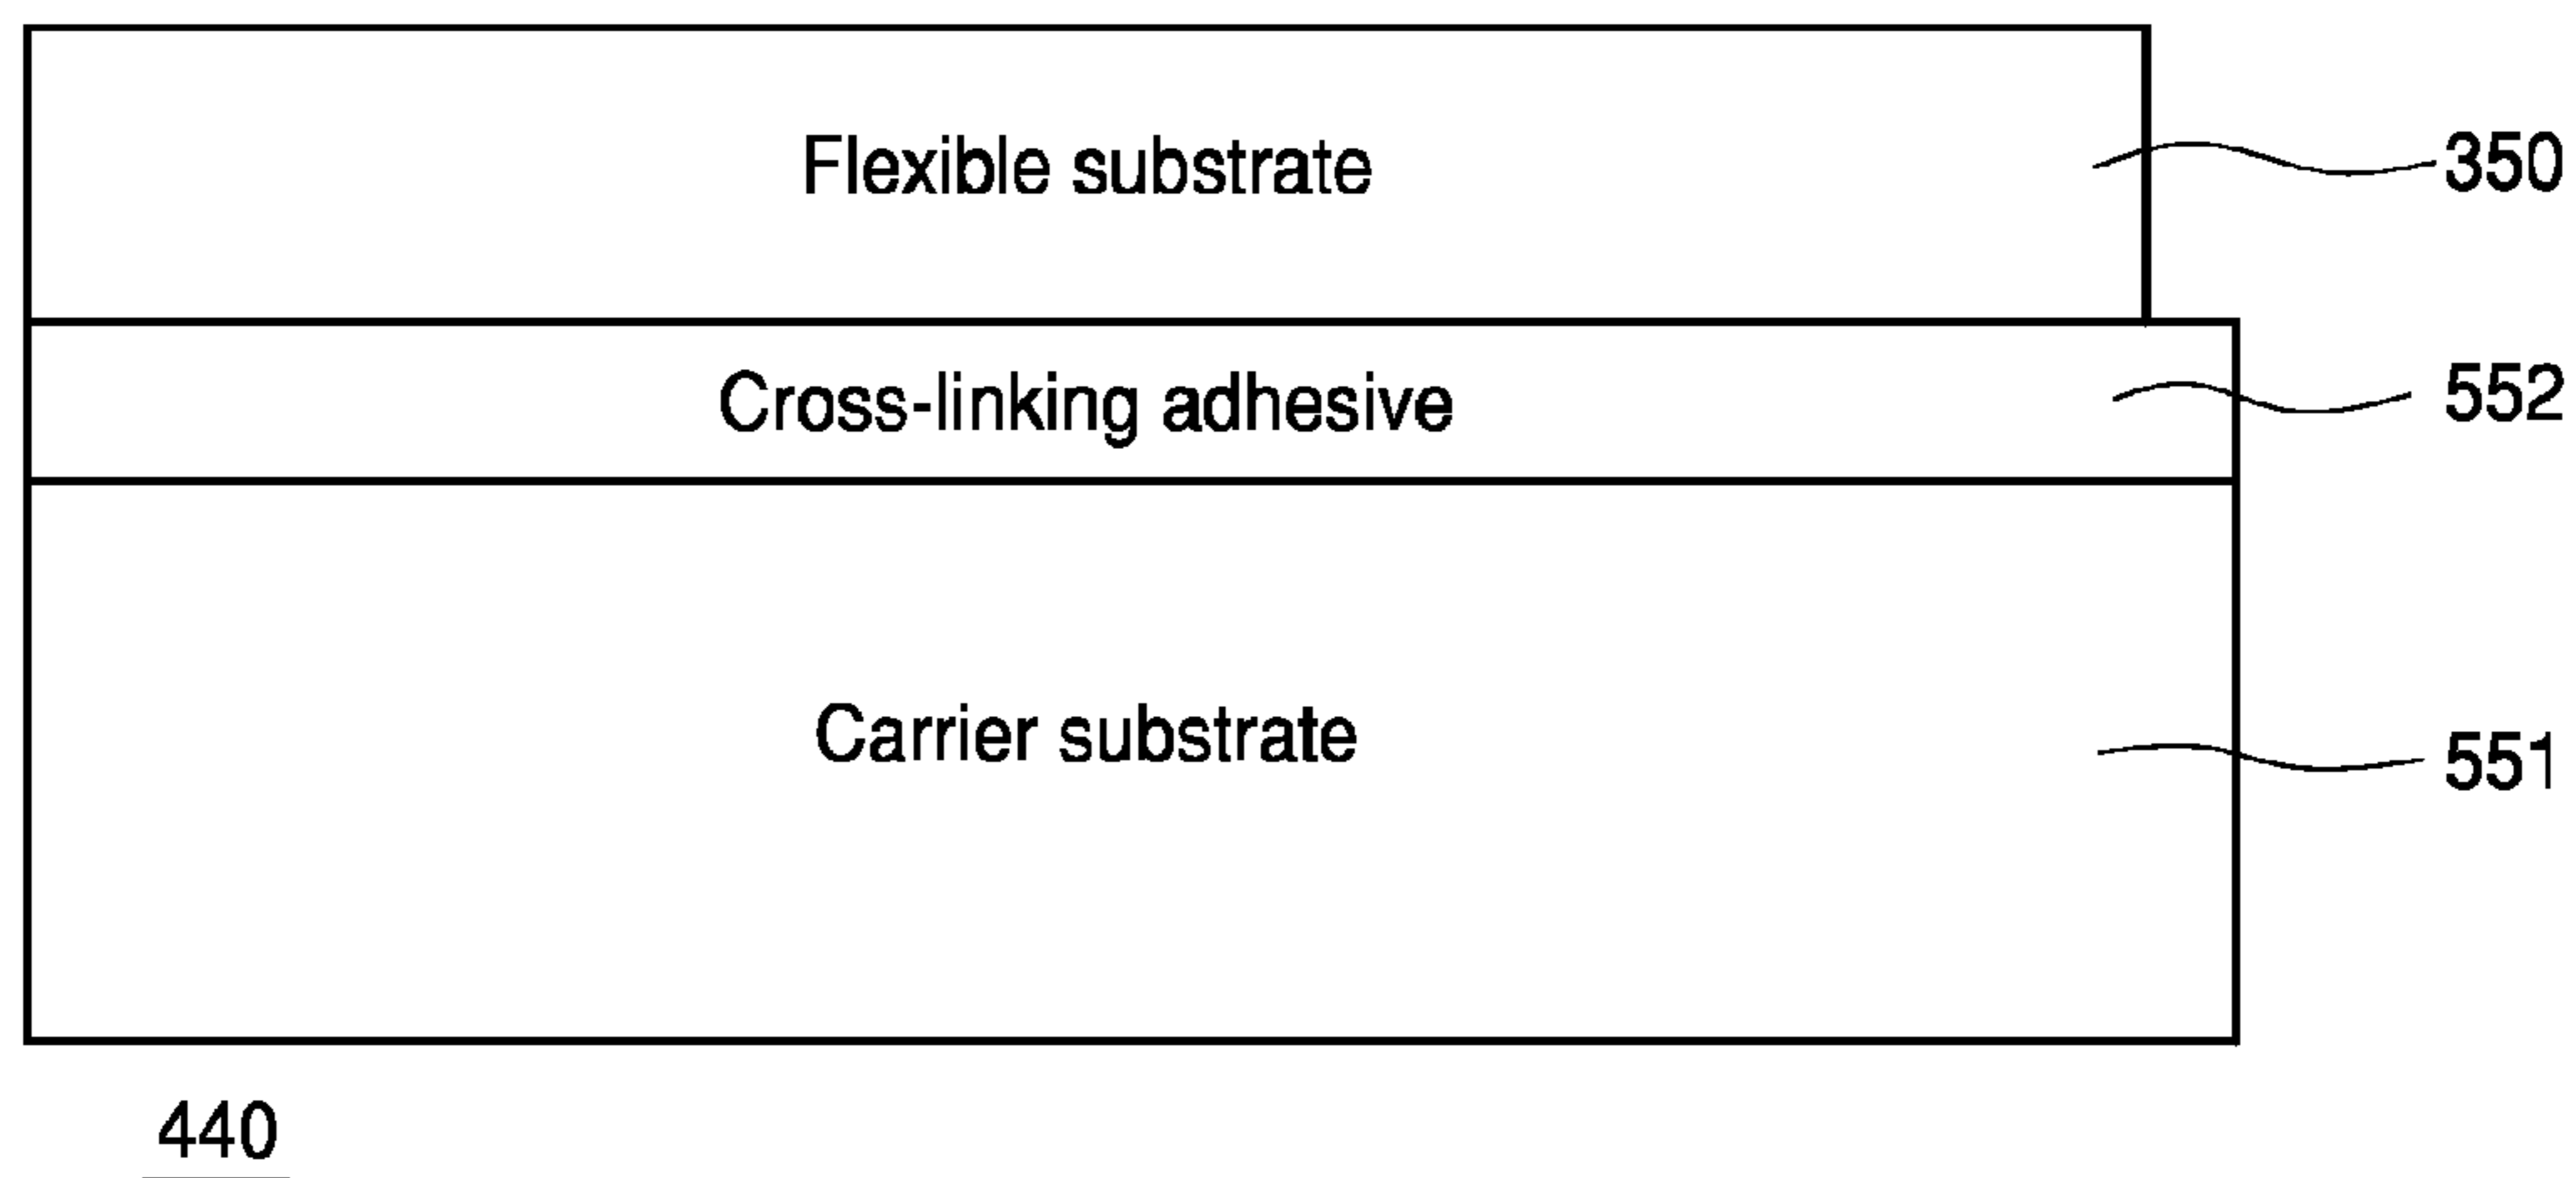 Flexible substrate
350
Cross-linking adhesive
552
Carrier substrate
551
440